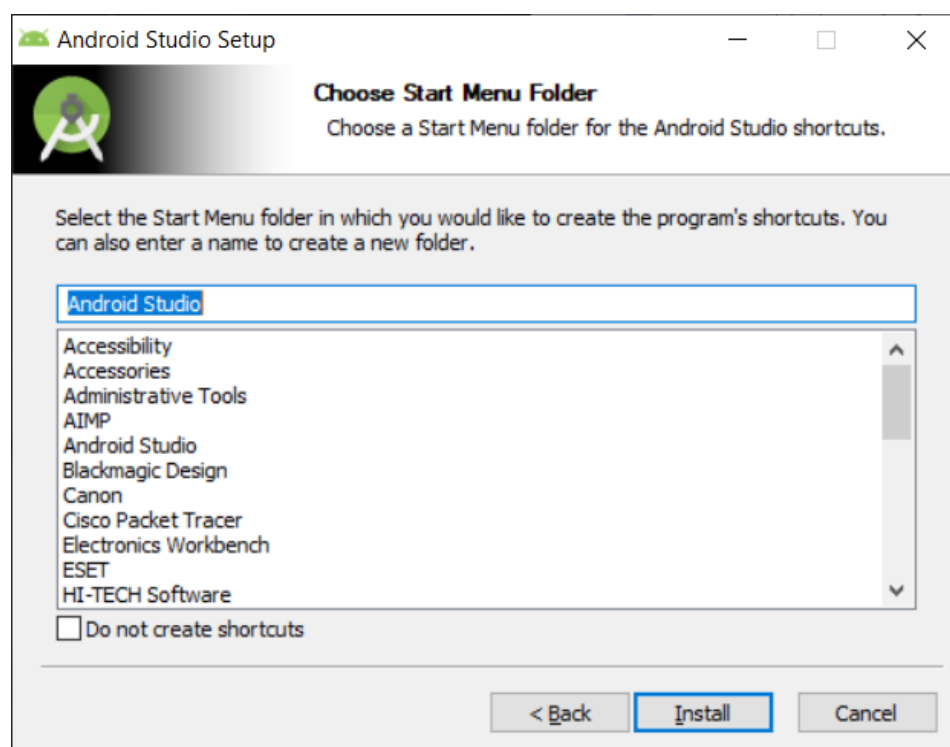 Android Studio Setup
Choose Start Menu Folder
Choose a Start Menu folder for the Android Studio shortcuts.
Select the Start Menu folder in which you would like to create the program's shortcuts. You
can also enter a name to create a new folder.
Android Studio
Accessibility
Accessories
Administrative Tools
AIMP
Android Studio
Blackmagic Design
Canon
Cisco Packet Tracer
Electronics Workbench
ESET
HI-TECH Software
Do not create shortcuts
< Back
Install
Cancel